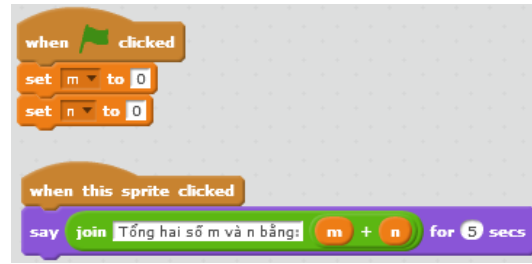 when clicked
set m to 0
set n to 0
when this sprite clicked
say join Tổng hai số m và n bằng: m + n for 5 secs